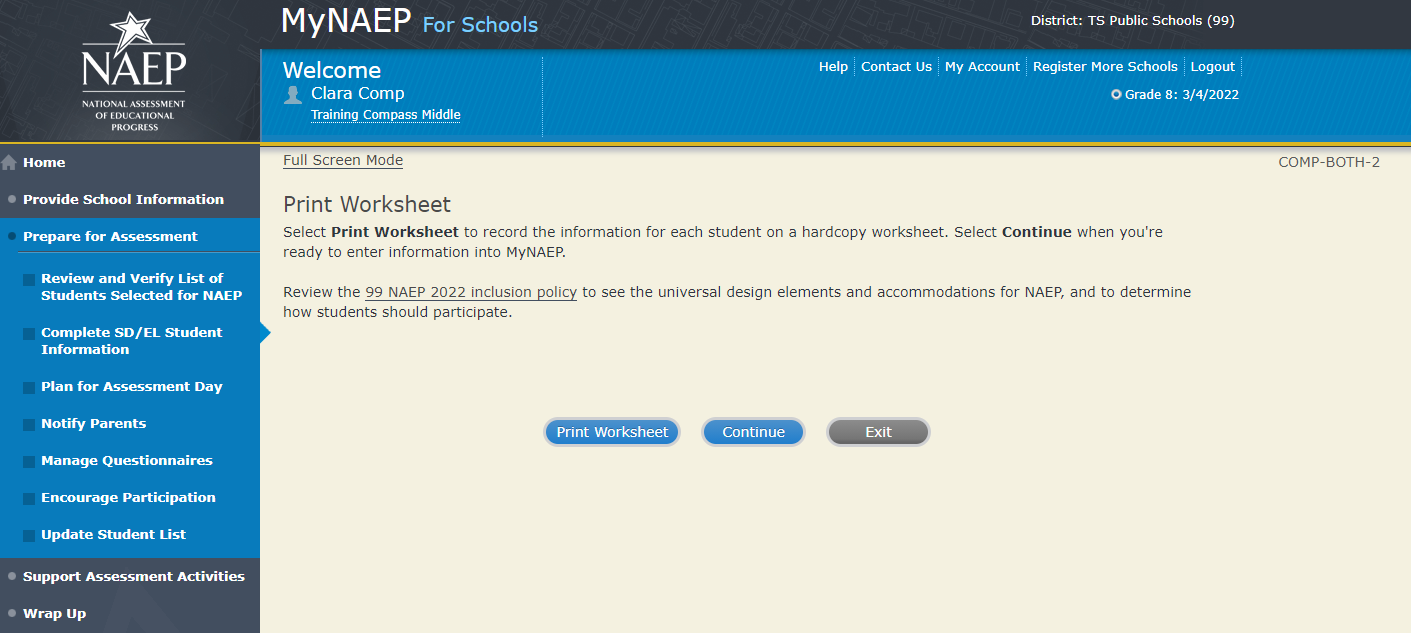 NAEP
NATIONAL ASSESSMENT
OF EDUCATIONAL
PROGRESS
MyNAEP For Schools
District: TS Public Schools (99)
Welcome
Clara Comp
Training Compass Middle
Help Contact Us My Account Register More Schools Logout
Grade 8: 3/4/2022
Home
Provide School Information
Prepare for Assessment
Review and Verify List of
Students Selected for NAEP
Complete SD/EL Student
Information
Plan for Assessment Day
Notify Parents
Manage Questionnaires
Encourage Participation
Update Student List
Support Assessment Activities
Wrap Up
Full Screen Mode
COMP-BOTH-2
Print Worksheet
Select Print Worksheet to record the information for each student on a hardcopy worksheet. Select Continue when you're
ready to enter information into MyNAEP.
Review the 99 NAEP 2022 inclusion policy to see the universal design elements and accommodations for NAEP, and to determine
how students should participate.
Print Worksheet Continue Exit